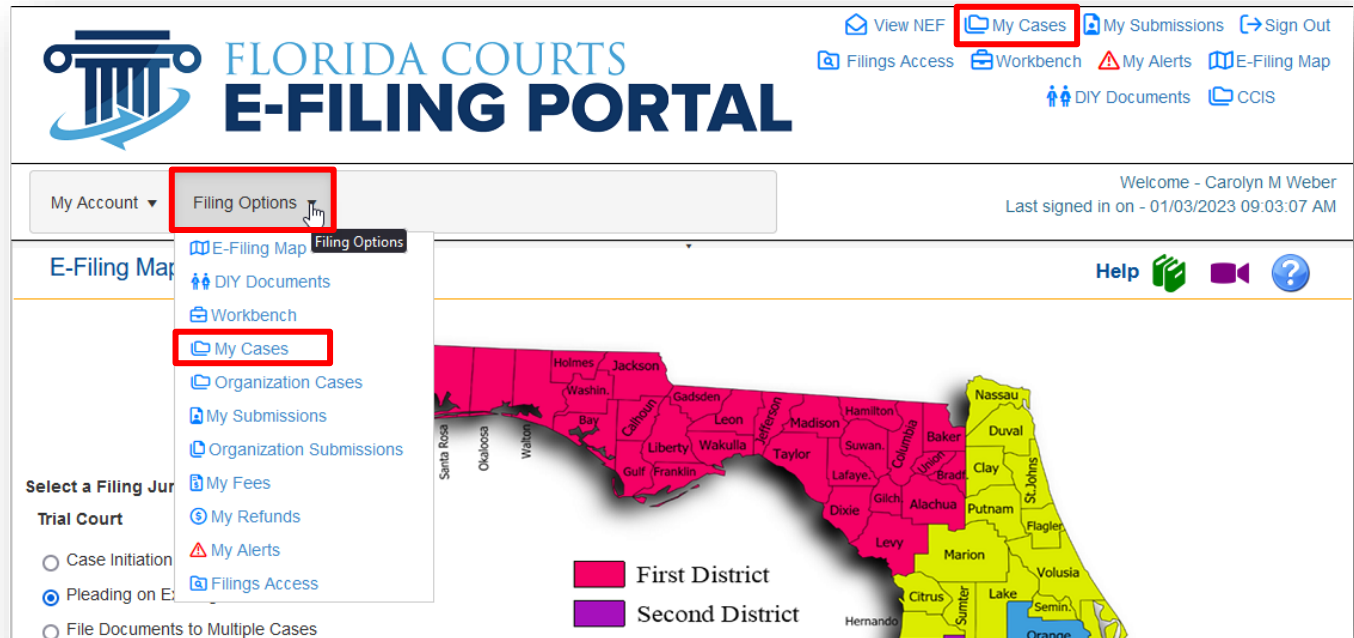 View NEF My Cases My Submissions Sign Out
FLORIDA COURTS
E-FILING PORTAL
Filings Access Workbench My Alerts E-Filing Map
DIY Documents CCIS
My Account Filing Options
Welcome - Carolyn M Weber
Last signed in on - 01/03/2023 09:03:07 AM
Filing Options
E-Filing Map
Help
E-Filing Map
DIY Documents
Workbench
My Cases
Organization Cases
My Submissions
Organization Submissions
My Fees
My Refunds
My Alerts
Filings Access
Select a Filing Jur
Trial Court
Case Initiation
Pleading on Ex
File Documents to Multiple Cases
Holmes Jackson
Washin. Gadsden Nassau
Bay Calhoun Leon Jefferson Madison Hamilton Columbia Baker Duval
Santa Rosa Okaloosa Walton
Liberty Wakulla Taylor Suwan. Union Bradf. Clay St.Johns
Gulf Franklin Lafaye.
Dixie Gilch. Alachua Putnam
Flagler
Levy Marion
Volusia
Citrus Sumter Lake Semin.
Hernando Orange
First District
Second District